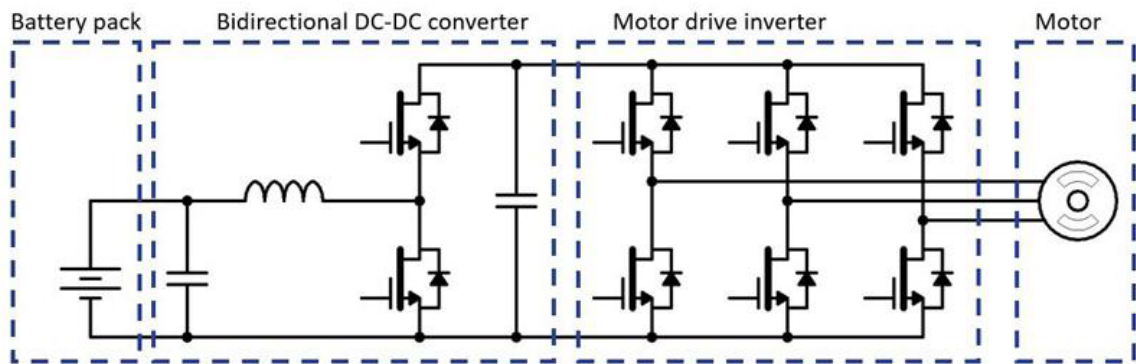 Battery pack
Bidirectional DC-DC converter
Motor drive inverter
Motor